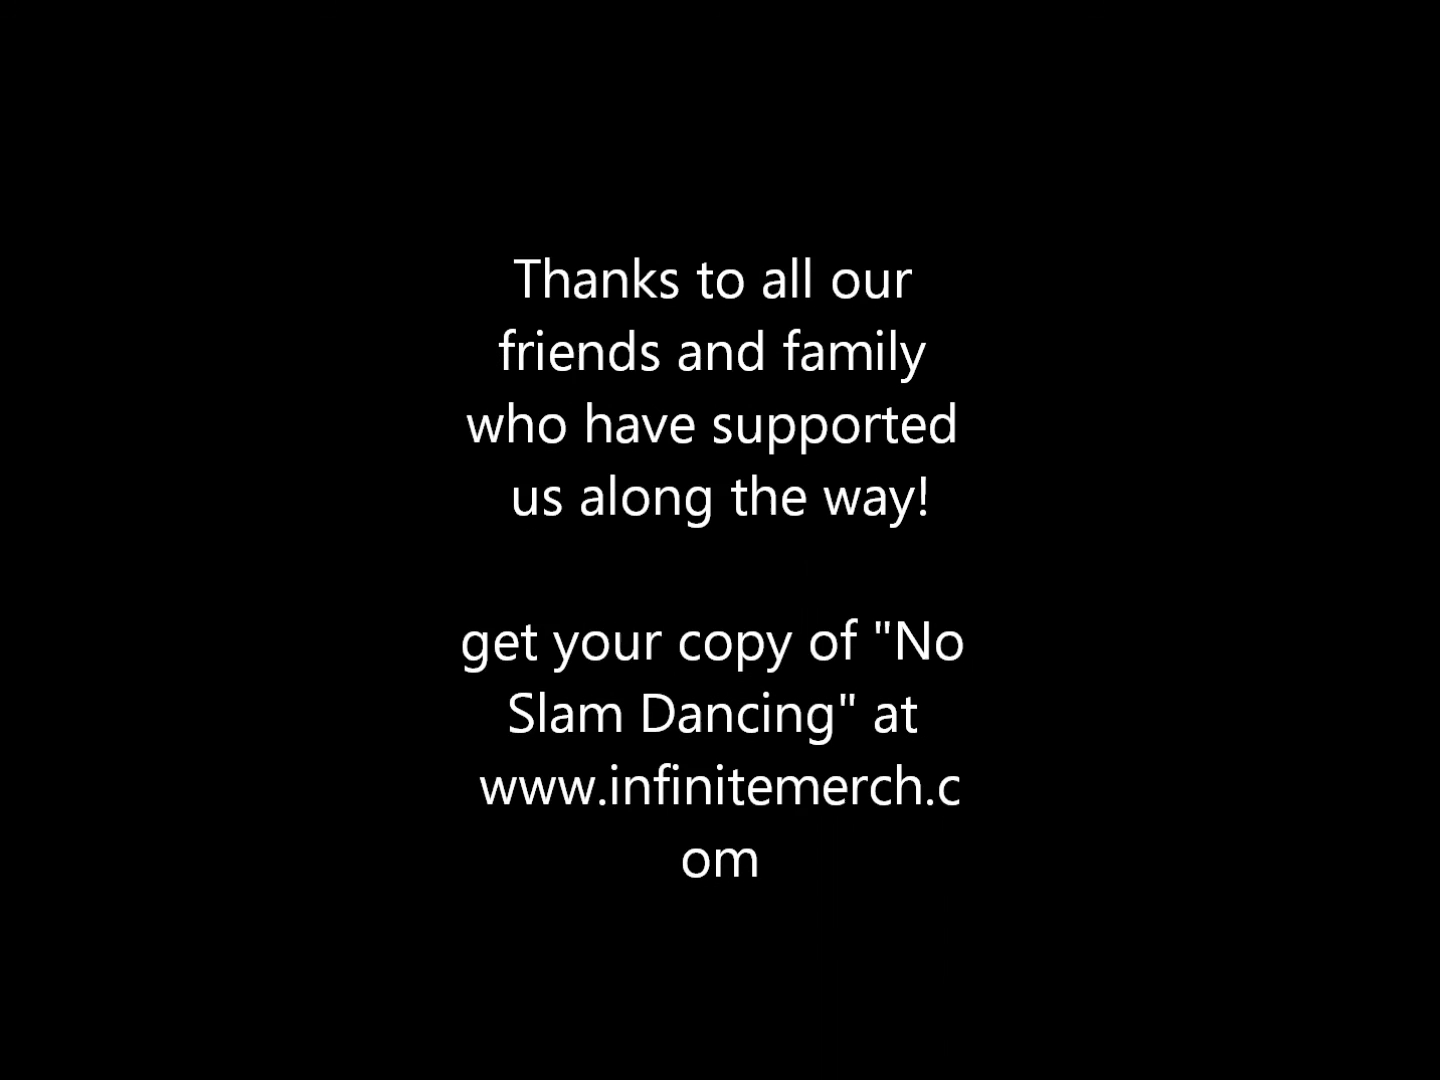 Thanks to all our
friends and family
who have supported
us along the way!
get your copy of "No
Slam Dancing" at
www.infinitemerch.c
om